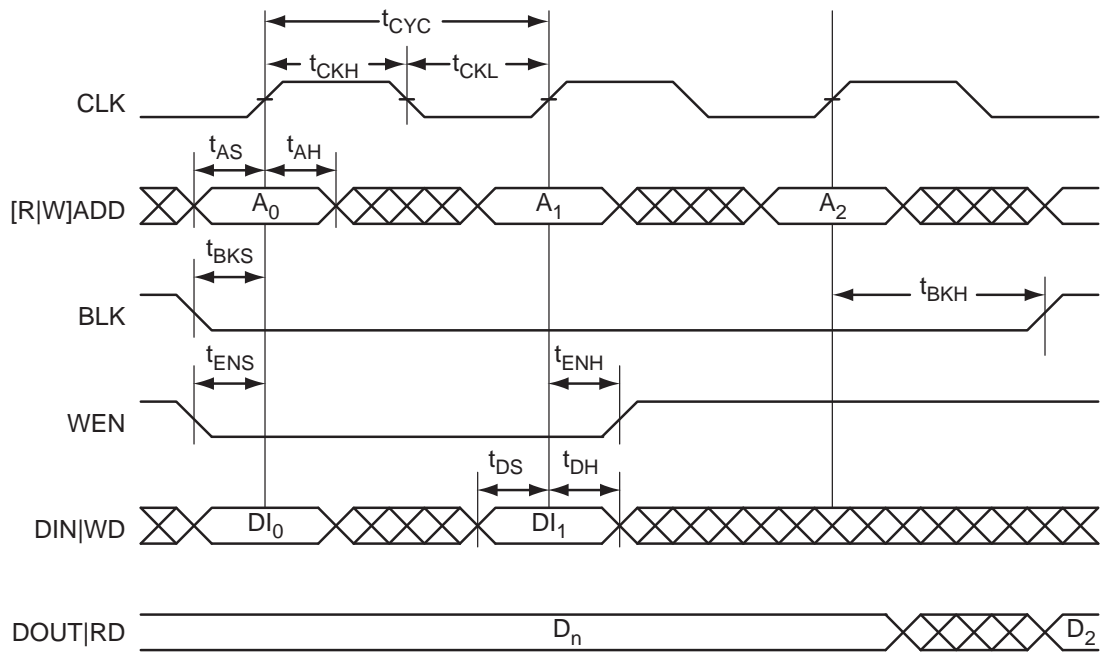 tCYC
tCKH tCKL
CLK
tAS tAH
[R|W]ADD A0 A1 A2
tBKS
tBKH
BLK
tENS tENH
WEN
tDS tDH
DIN|WD DI0 DI1
DOUT|RD Dn D2